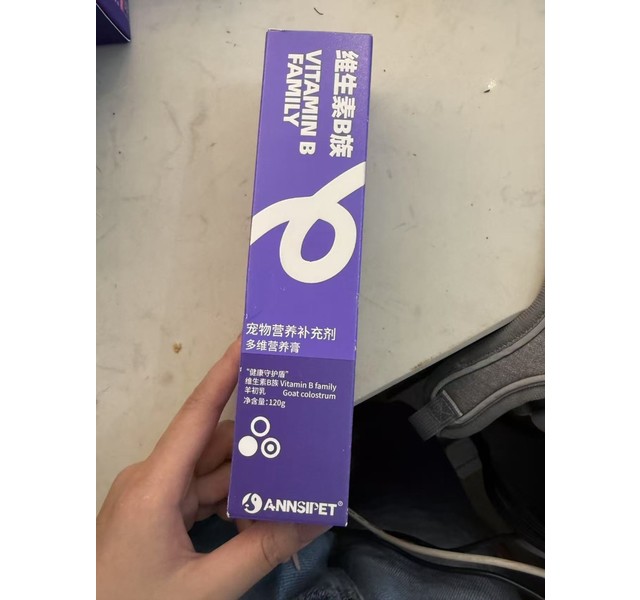 维生素B族
VITAMIN B
FAMILY
宠物营养补充剂
多维营养膏
"健康守护盾"
维生素B族 Vitamin B family
羊初乳 Goat colostrum
净含量:120g
ANNSIPET®